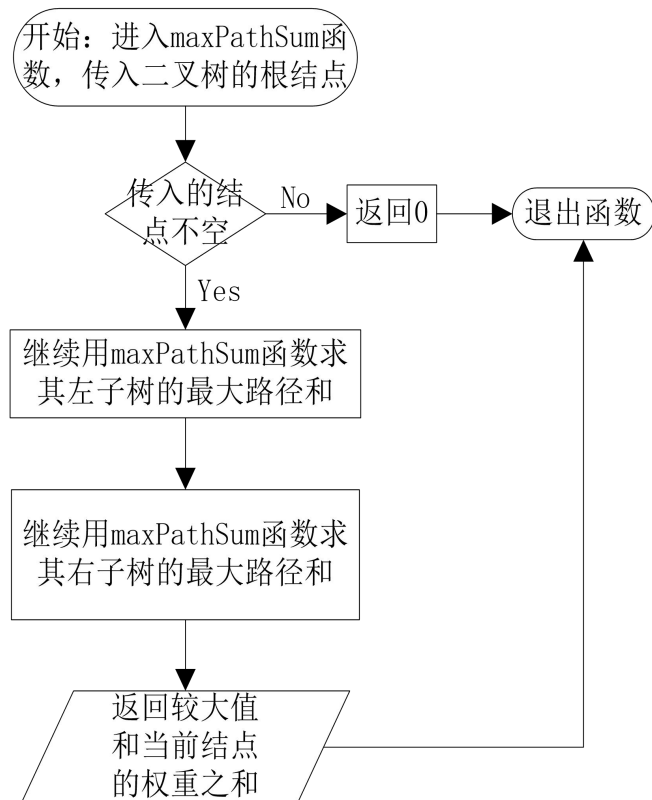 开始：进入maxPathSum函
数，传入二叉树的根结点
传入的结
点不空
No
返回0
退出函数
Yes
继续用maxPathSum函数求
其左子树的最大路径和
继续用maxPathSum函数求
其右子树的最大路径和
返回较大值
和当前结点
的权重之和